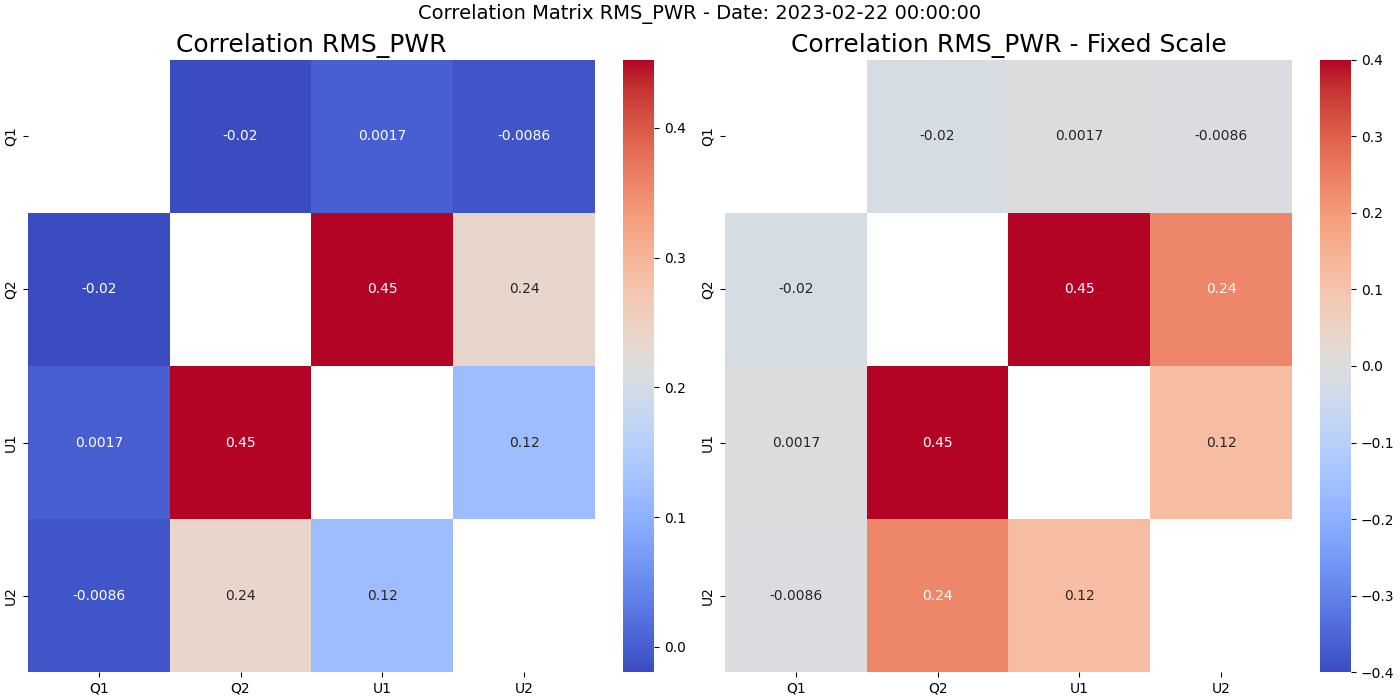 Correlation Matrix RMS_PWR - Date: 2023-02-22 00:00:00
Correlation RMS_PWR
Q1
-0.02
0.0017
-0.0086
Q2
-0.02
0.45
0.24
U1
0.0017
0.45
0.12
U2
-0.0086
0.24
0.12
Q1
Q2
U1
U2
0.4
0.3
0.2
0.1
0.0
Correlation RMS_PWR - Fixed Scale
Q1
-0.02
0.0017
-0.0086
Q2
-0.02
0.45
0.24
U1
0.0017
0.45
0.12
U2
-0.0086
0.24
0.12
Q1
Q2
U1
U2
0.4
0.3
0.2
0.1
0.0
−0.1
−0.2
−0.3
−0.4